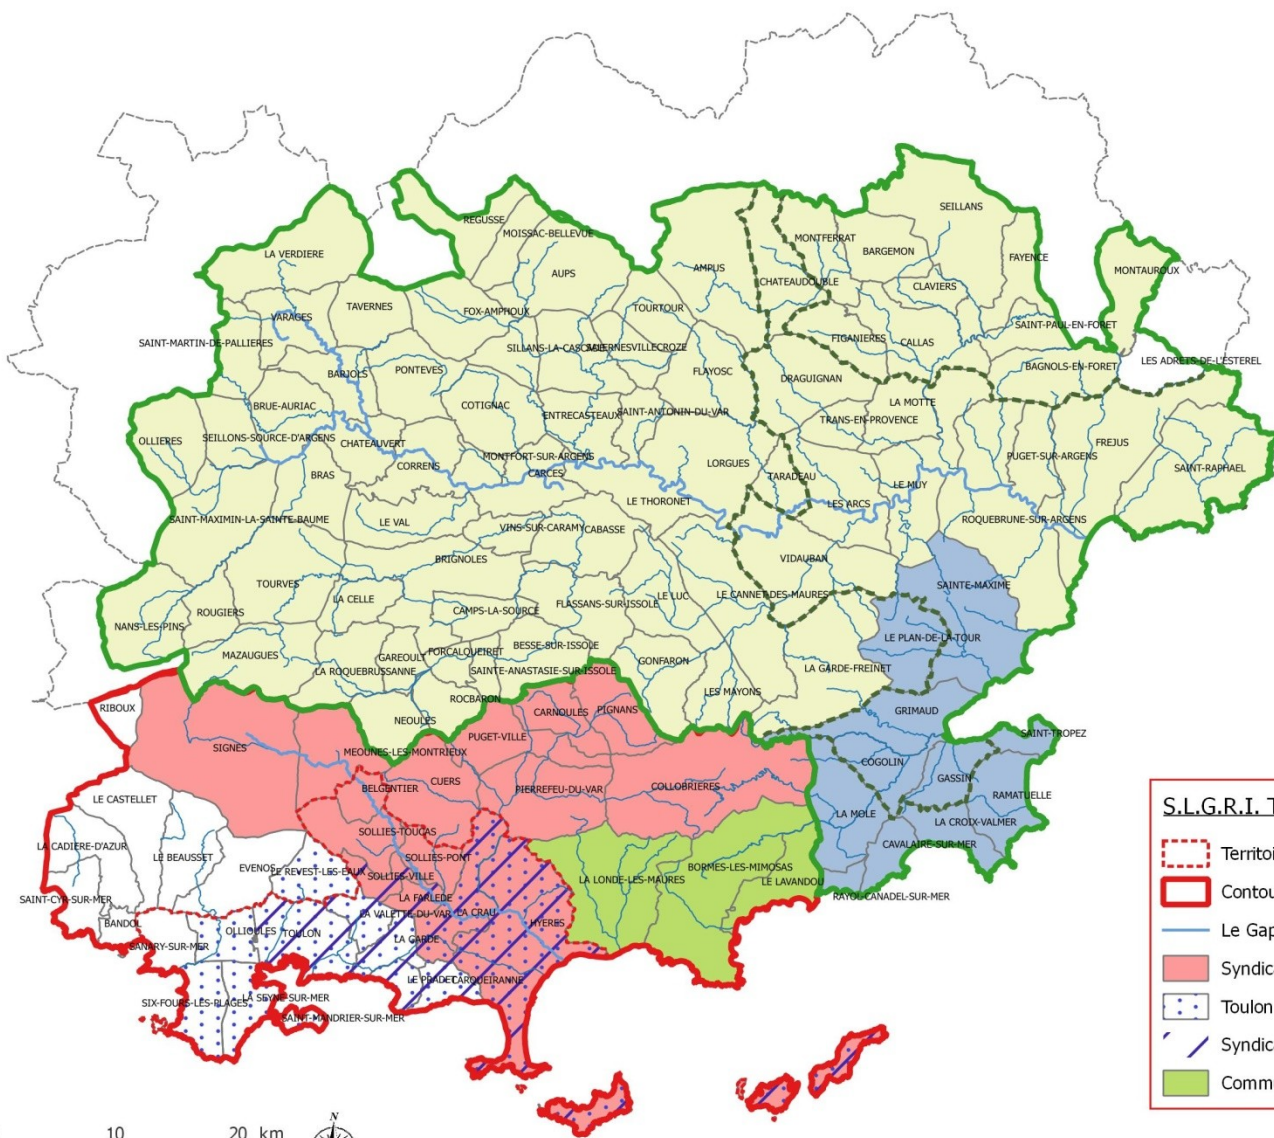 SEILLANS
REGUSSE
MOISSAC-BELLEVUE
MONTFERRAT
BARGEMON
LA VERDIERE
FAYENCE
AUPS
AMPUS
MONTAUROUX
CHATEAUDOUBLE
CLAVIERS
TAVERNES
FOX-AMPHOUX
TOURTOUR
VARAGES
SAINT-PAUL-EN-FORET
SAINT-MARTIN-DE-PALLIERES
SILLANS-LA-CASCADE
VILLECROZE
FIGANIERES
CALLAS
LES ADRETS-DE-L'ESTEREL
BARJOLS
PONTEVES
FLAYOSC
DRAGUIGNAN
BAGNOLS-EN-FORET
BRUE-AURIAC
COTIGNAC
ENTRECASTEAUX
SAINT-ANTONIN-DU-VAR
LA MOTTE
TRANS-EN-PROVENCE
OLLIERES
SEILLONS-SOURCE-D'ARGENS
CHATEAUVERT
FREJUS
MONTFORT-SUR-ARGENS
PUGET-SUR-ARGENS
CORRENS
LORGUES
SAINT-RAPHAEL
BRAS
CARCES
TARADEAU
LE MUY
LE THORONET
LES ARCS
SAINT-MAXIMIN-LA-SAINTE-BAUME
LE VAL
VINS-SUR-CARAMY
CABASSE
ROQUEBRUNE-SUR-ARGENS
BRIGNOLES
VIDAUBAN
TOURVES
SAINTE-MAXIME
LA CELLE
LE LUC
LE CANNET-DES-MAURES
ROUGIERS
CAMPS-LA-SOURCE
FLASSANS-SUR-ISSOLE
NANS-LES-PINS
LE PLAN-DE-LA-TOUR
MAZAUGUES
GAREOULT
FORCALQUEIRET
BESSE-SUR-ISSOLE
GONFARON
LA ROQUEBRUSSANNE
SAINTE-ANASTASIE-SUR-ISSOLE
LA GARDE-FREINET
LES MAYONS
ROCBARON
RIBOUX
CARNOULES
PIGNANS
GRIMAUD
NEOULES
SIGNES
MEOUNES-LES-MONTRIEUX
PUGET-VILLE
SAINT-TROPEZ
COGOLIN
CUERS
BELGENTIER
PIERREFEU-DU-VAR
COLLOBRIERES
GASSIN
RAMATUELLE
LE CASTELLET
LA MOLE
LA CROIX-VALMER
SOLLIES-TOUCAS
LA CADIERE-D'AZUR
LE BEAUSSET
SOLLIES-PONT
CAVALAIRE-SUR-MER
EVENOS
LE REVEST-LES-EAUX
SOLLIES-VILLE
BORMES-LES-MIMOSAS
LA LONDE-LES-MAURES
LE LAVANDOU
SAINT-CYR-SUR-MER
LA FARLEDE
RAYOL-CANADEL-SUR-MER
BANDOL
LA VALETTE-DU-VAR
LA CRAU
HYERES
OLLIOULES
TOULON
LA GARDE
SANARY-SUR-MER
LE PRADET
CARQUEIRANNE
SIX-FOURS-LES-PLAGES
LA SEYNE-SUR-MER
SAINT-MANDRIER-SUR-MER
S.L.G.R.I. T
Territoi
Contou
Le Gap
Syndic
Toulon
Syndic
Comm
10
20 km
N